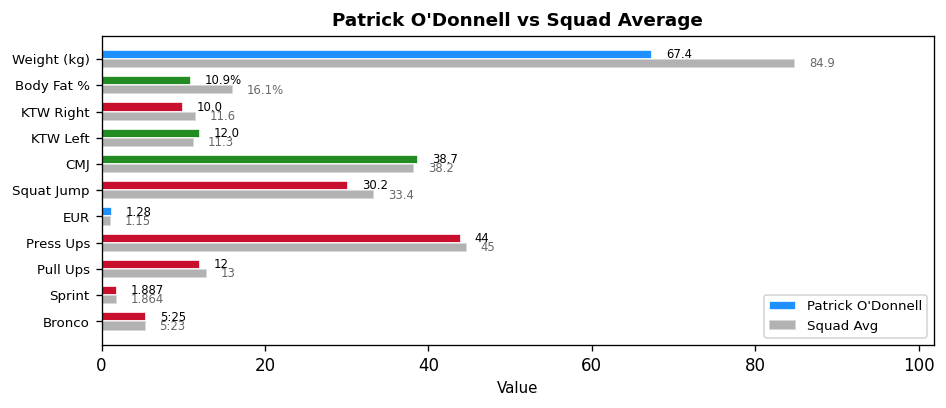 Patrick O'Donnell vs Squad Average
Weight (kg) 67.4
84.9
Body Fat % 10.9%
16.1%
KTW Right 10.0
11.6
KTW Left 12.0
11.3
CMJ 38.7
38.2
Squat Jump 30.2
33.4
EUR 1.28
1.15
Press Ups 44
45
Pull Ups 12
13
Sprint 1.887
1.864
Bronco 5:25
5:23
Patrick O'Donnell
Squad Avg
0 20 40 60 80 100
Value